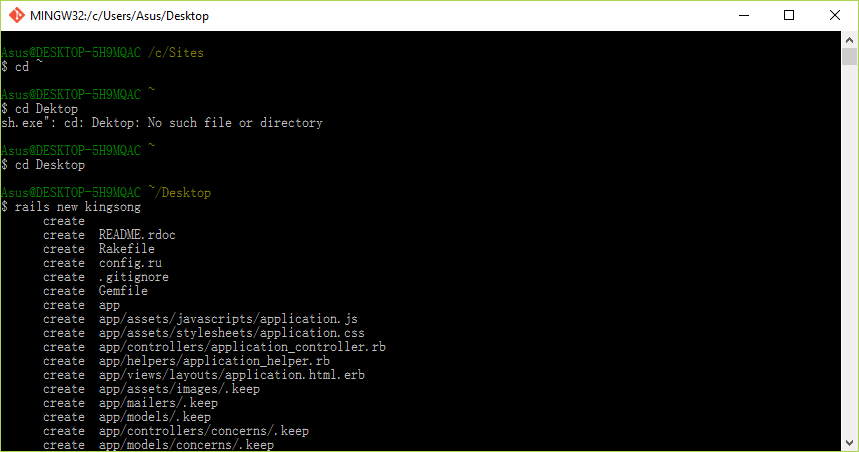 MINGW32:/c/Users/Asus/Desktop
Asus@DESKTOP-5H9MQAC /c/Sites
$ cd ~
Asus@DESKTOP-5H9MQAC ~
$ cd Dektop
sh.exe": cd: Dektop: No such file or directory
Asus@DESKTOP-5H9MQAC ~
$ cd Desktop
Asus@DESKTOP-5H9MQAC ~/Desktop
$ rails new kingsong
create
create README.rdoc
create Rakefile
create config.ru
create .gitignore
create Gemfile
create app
create app/assets/javascripts/application.js
create app/assets/stylesheets/application.css
create app/controllers/application_controller.rb
create app/helpers/application_helper.rb
create app/views/layouts/application.html.erb
create app/assets/images/.keep
create app/mailers/.keep
create app/models/.keep
create app/controllers/concerns/.keep
create app/models/concerns/.keep